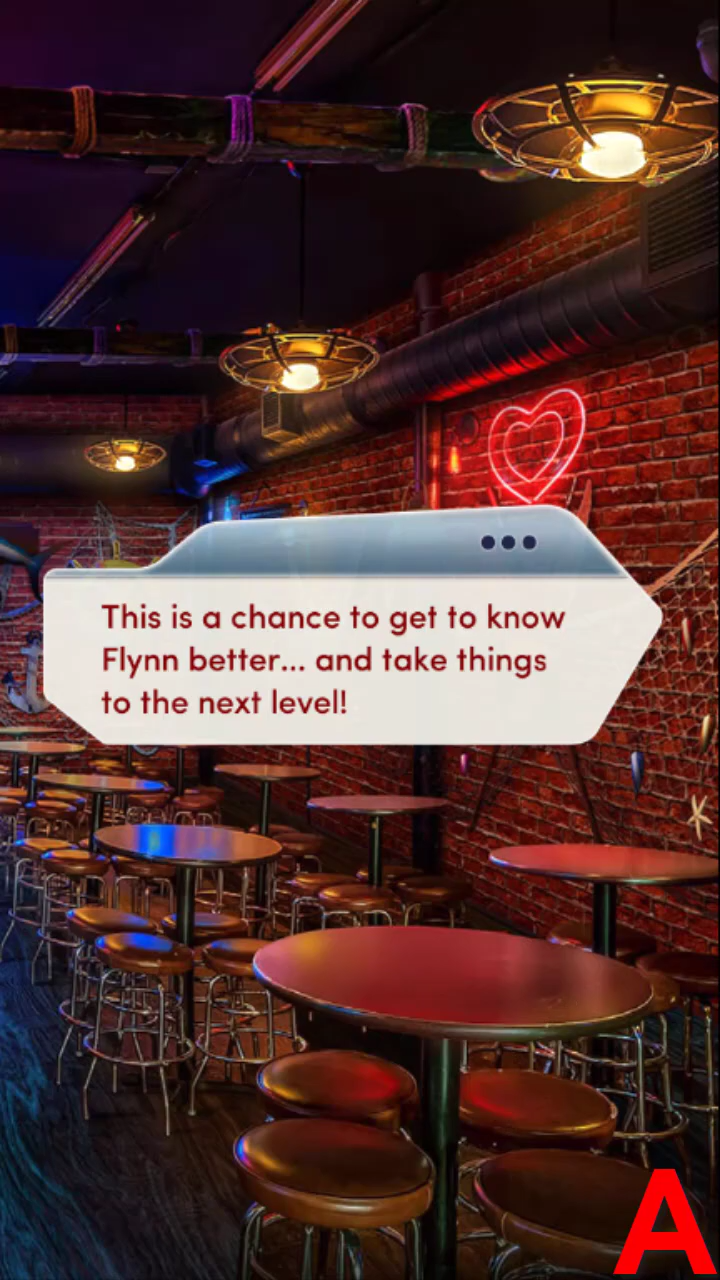 This is a chance to get to know
Flynn better... and take things
to the next level!
A